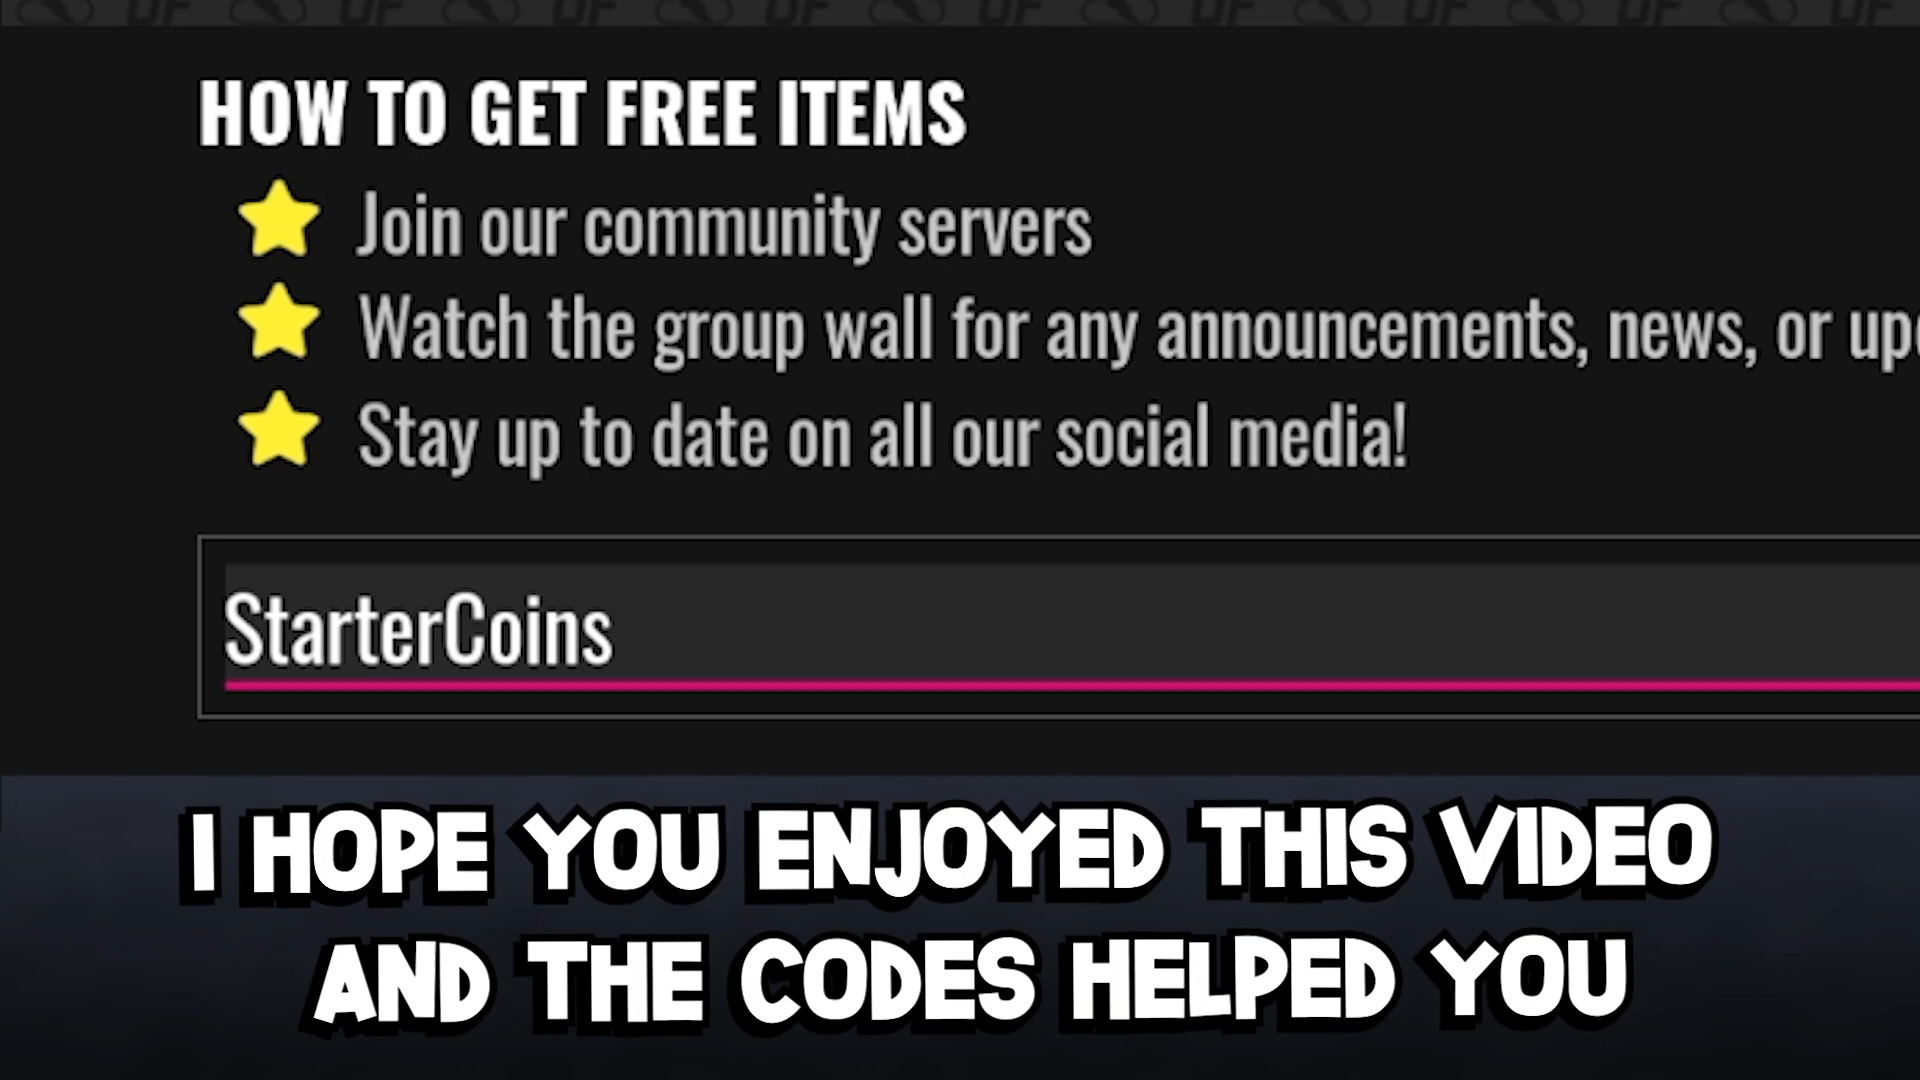 HOW TO GET FREE ITEMS
Join our community servers
Watch the group wall for any announcements, news, or
Stay up to date on all our social media!
StarterCoins
I HOPE YOU ENJOYED THIS VIDEO
AND THE CODES HELPED YOU